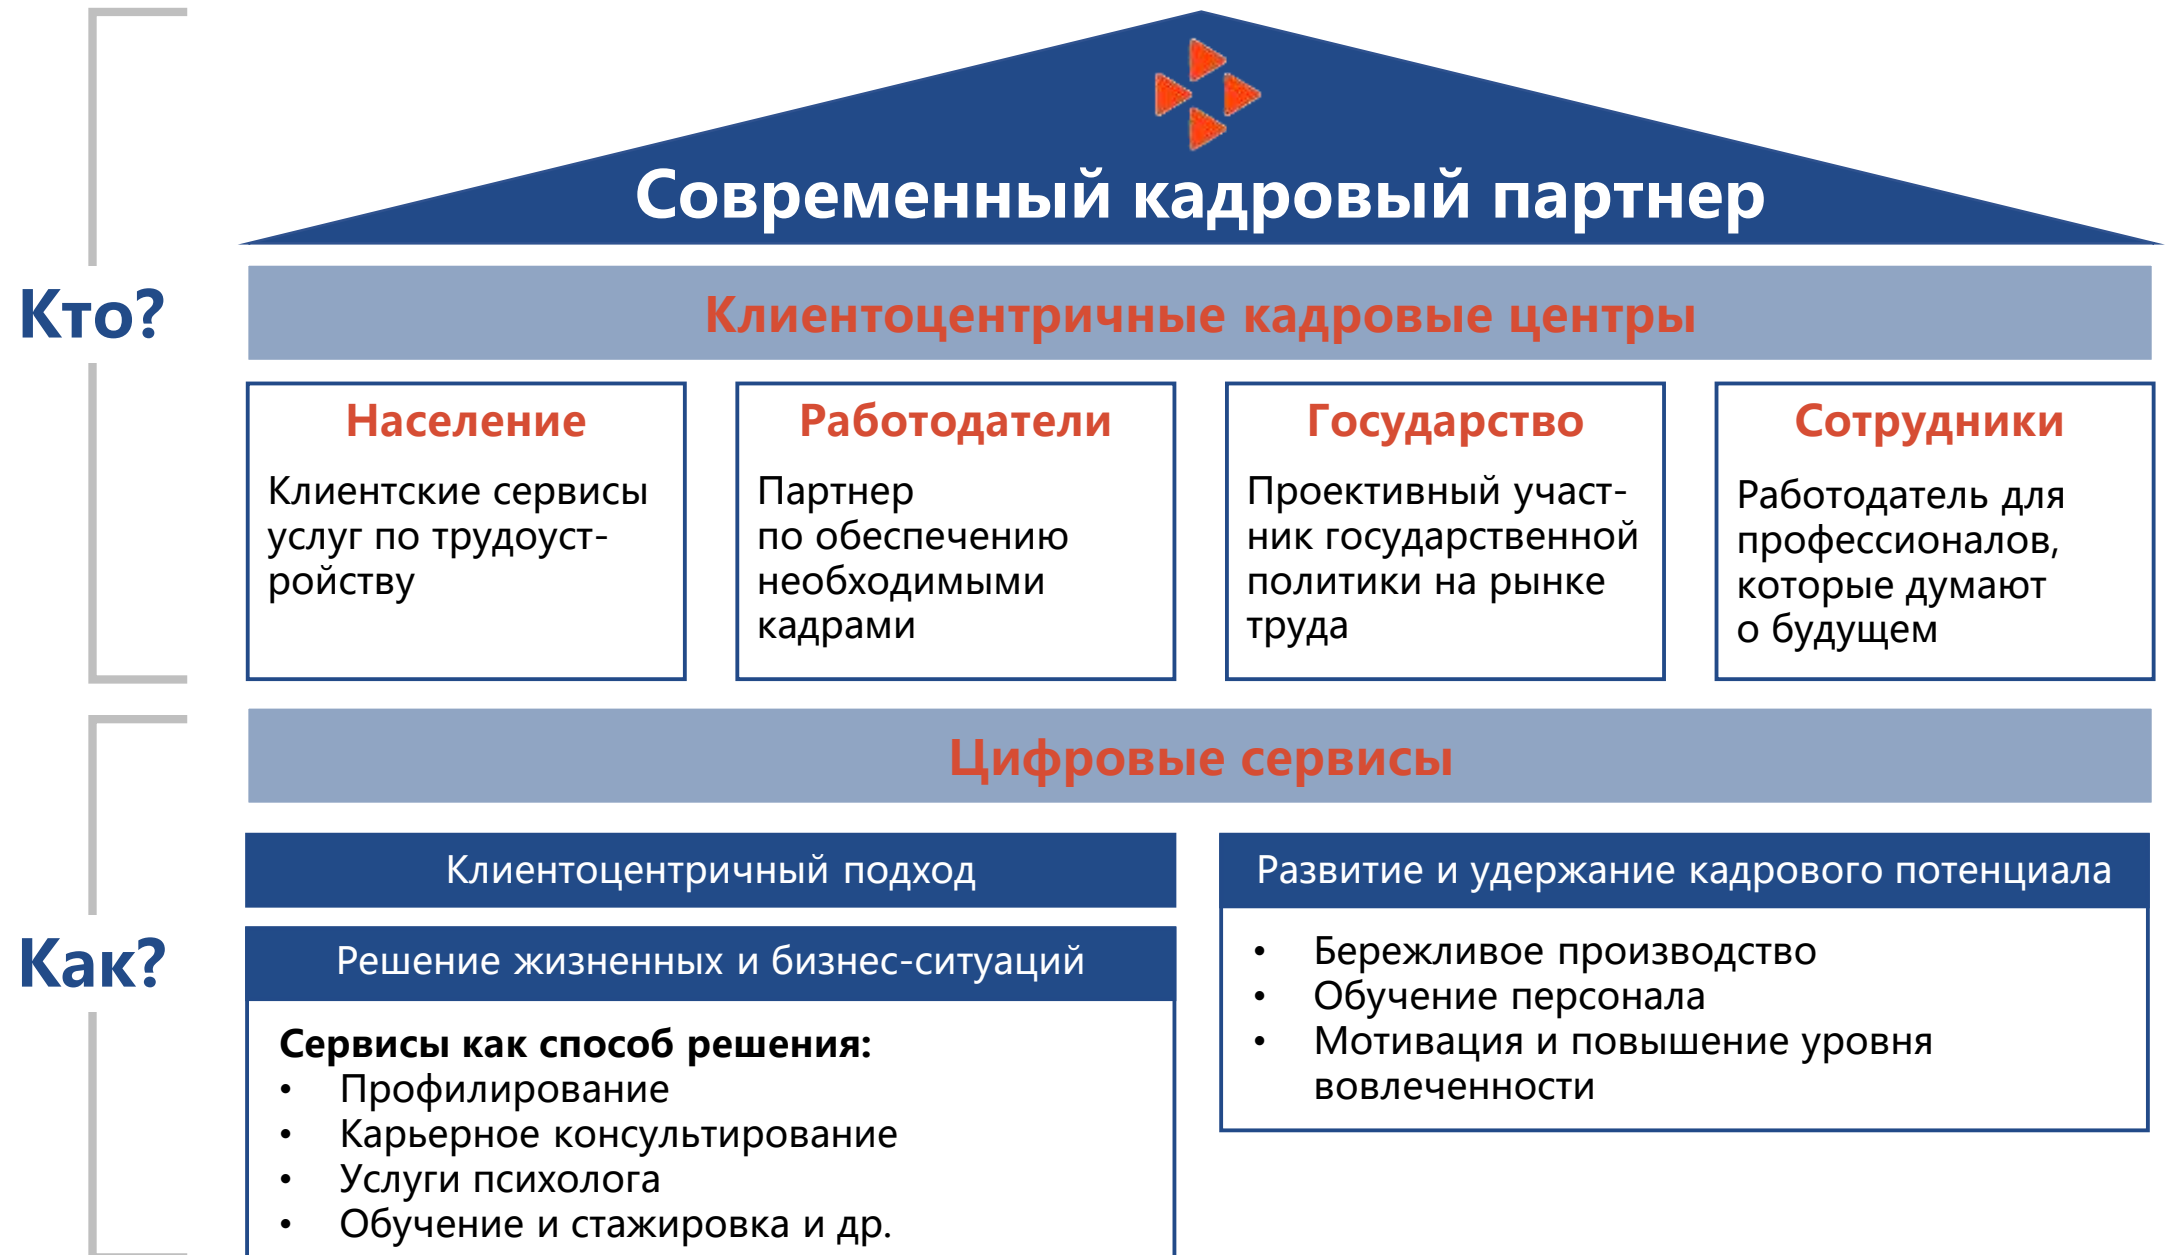 Современный кадровый партнер
Кто?
Клиентоцентричные кадровые центры
Население
Клиентские сервисы
услуг по трудоуст-
ройству
Работодатели
Партнер
по обеспечению
необходимыми
кадрами
Государство
Проективный участ-
ник государственной
политики на рынке
труда
Сотрудники
Работодатель для
профессионалов,
которые думают
о будущем
Как?
Цифровые сервисы
Клиентоцентричный подход
Решение жизненных и бизнес-ситуаций
Сервисы как способ решения:
• Профилирование
• Карьерное консультирование
• Услуги психолога
• Обучение и стажировка и др.
Развитие и удержание кадрового потенциала
• Бережливое производство
• Обучение персонала
• Мотивация и повышение уровня
вовлеченности